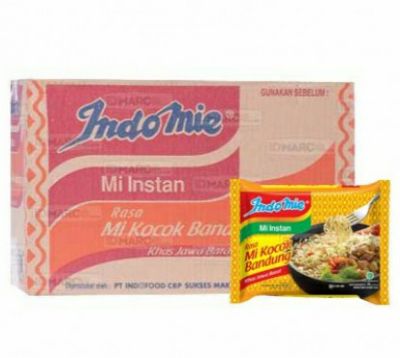 GUNAKAN SEBELUM :
Indomie
Mi Instan
Rasa
Mi Kocok Band
Khas Jawa Bara
Diproduksi oleh : PT INDOFOOD CBP SUKSES MAK
Indomie
Mi Instan
Rasa
Mi Kocok
Bandung
Khas Jawa Barat